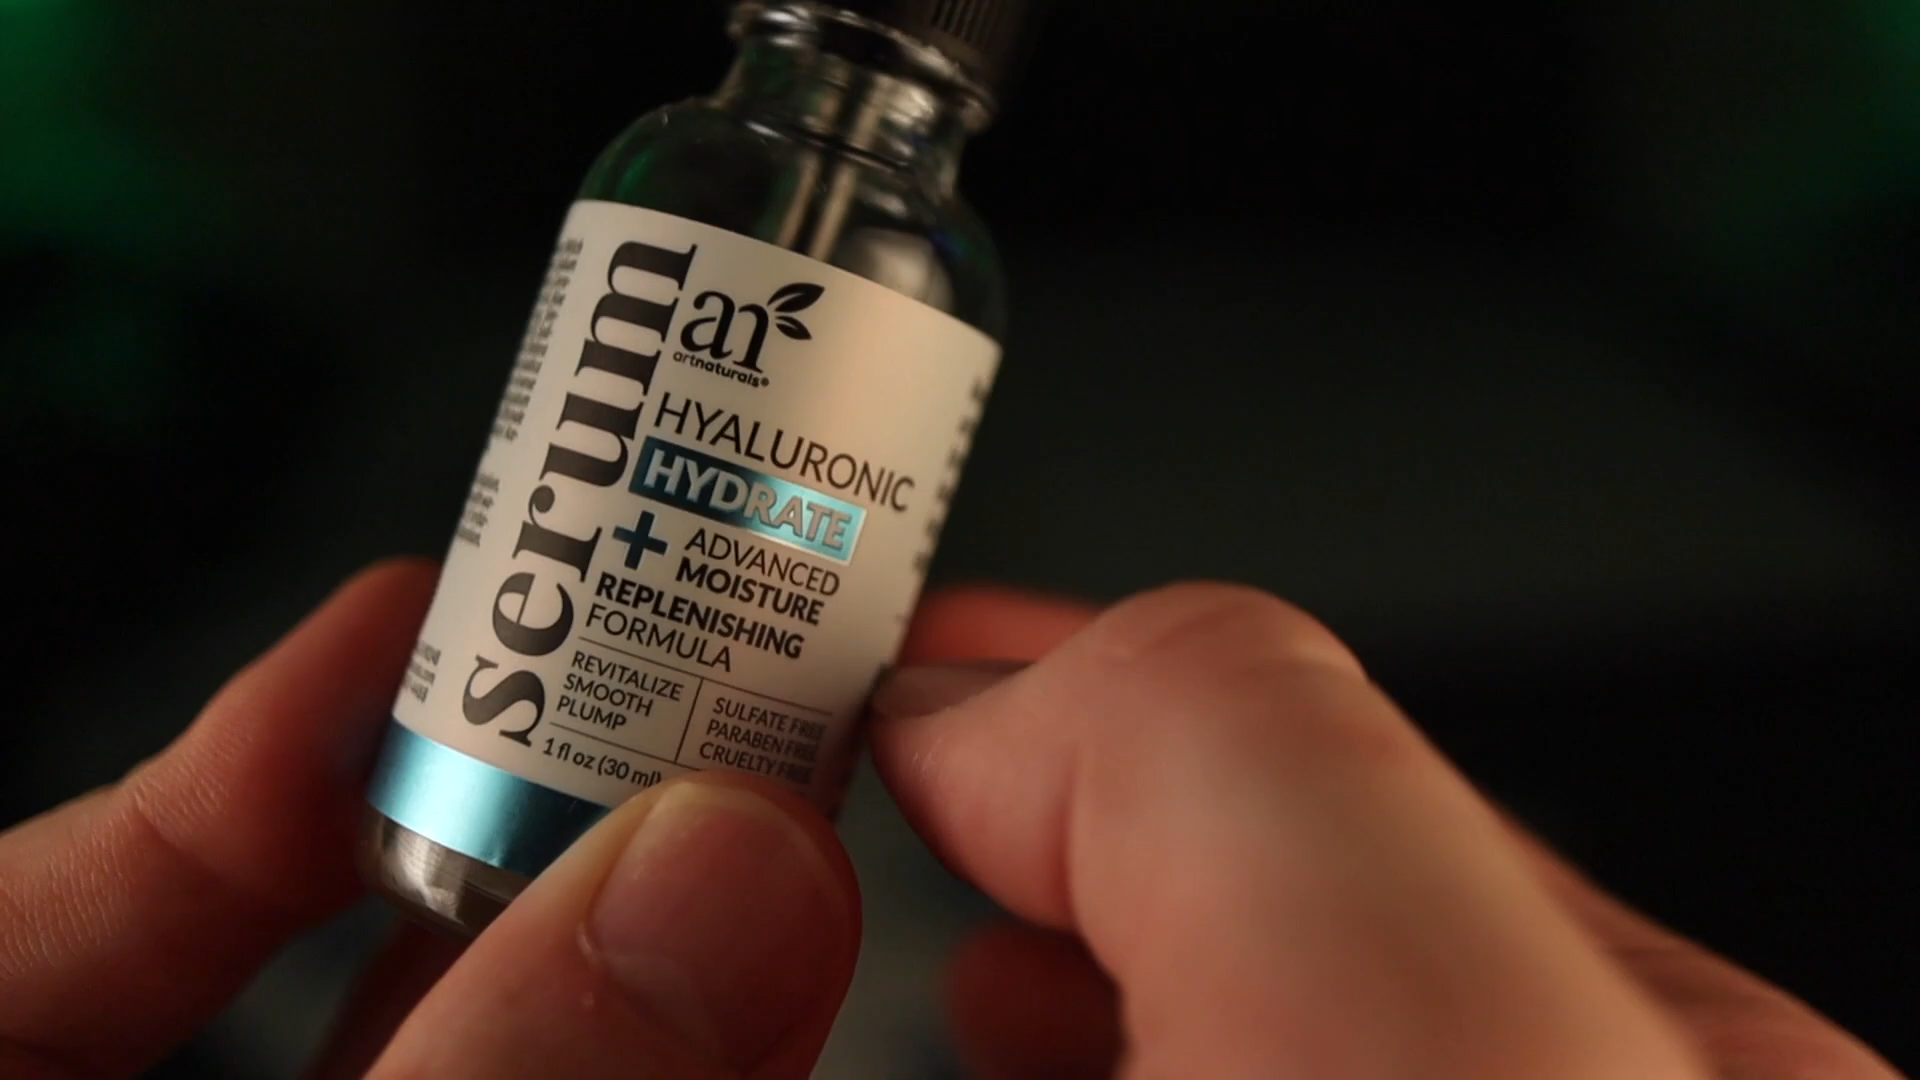 serum
ar
artnaturals®
HYALURONIC
HYDRATE
+ ADVANCED
MOISTURE
REPLENISHING
FORMULA
REVITALIZE
SMOOTH
PLUMP
SULFATE FREE
PARABEN FREE
CRUELTY FREE
1 fl oz (30 ml)